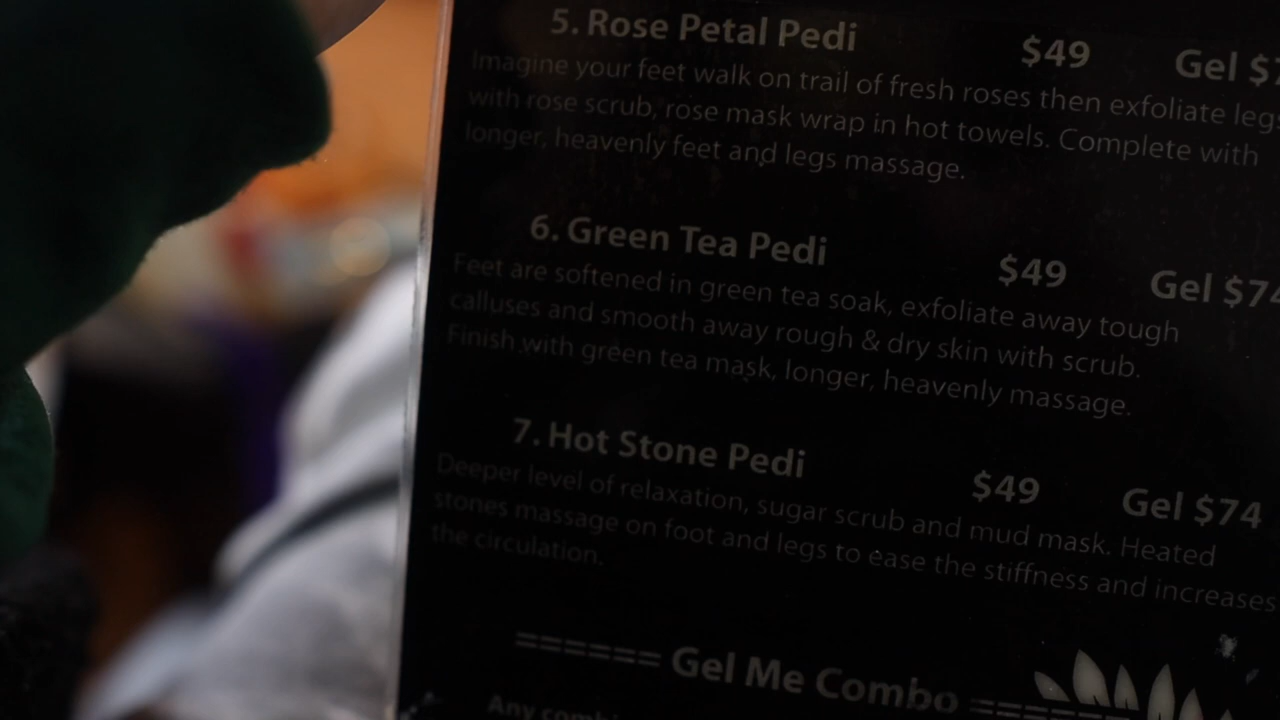 5. Rose Petal Pedi $49 Gel
Imagine your feet walk on trail of fresh roses then exfoliate legs
with rose scrub, rose mask wrap in hot towels. Complete with
longer, heavenly feet and legs massage.
6. Green Tea Pedi $49 Gel $74
Feet are softened in green tea soak, exfoliate away tough
calluses and smooth away rough & dry skin with scrub.
Finish with green tea mask, longer, heavenly massage.
7. Hot Stone Pedi $49 Gel $74
Deeper level of relaxation, sugar scrub and mud mask. Heated
stones massage on foot and legs to ease the stiffness and increases
the circulation.
====== Gel Me Combo ======
Any